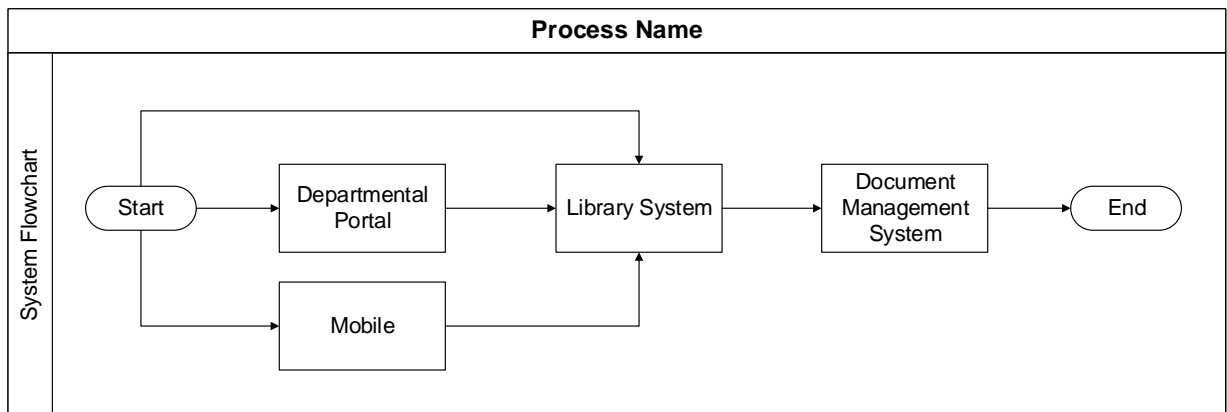 Process Name
System Flowchart
Start
Departmental
Portal
Library System
Document
Management
System
End
Mobile